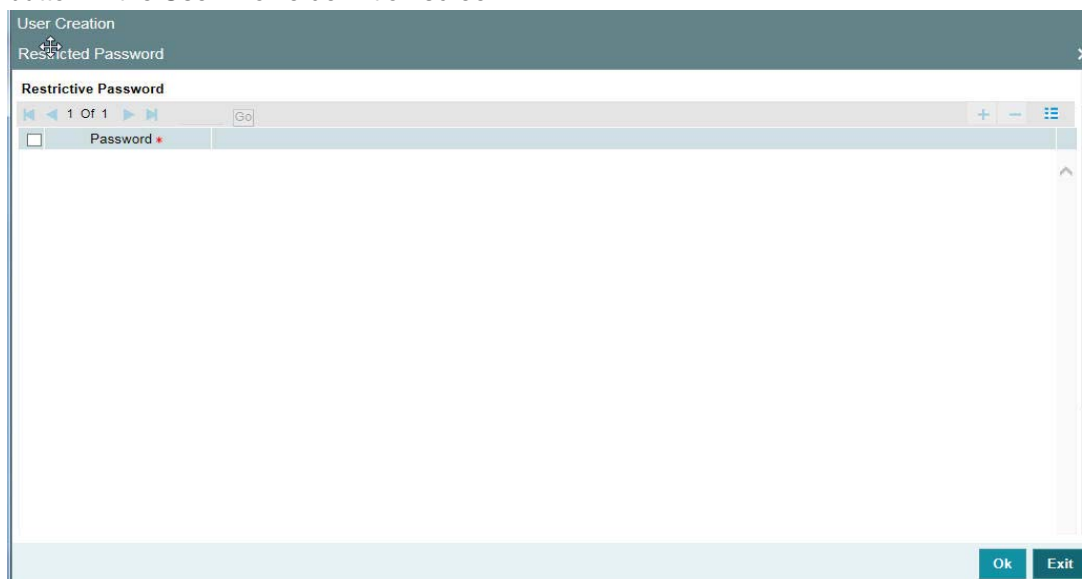 User Creation
Restricted Password
Restrictive Password
1 Of 1 Go
Password *
Ok Exit